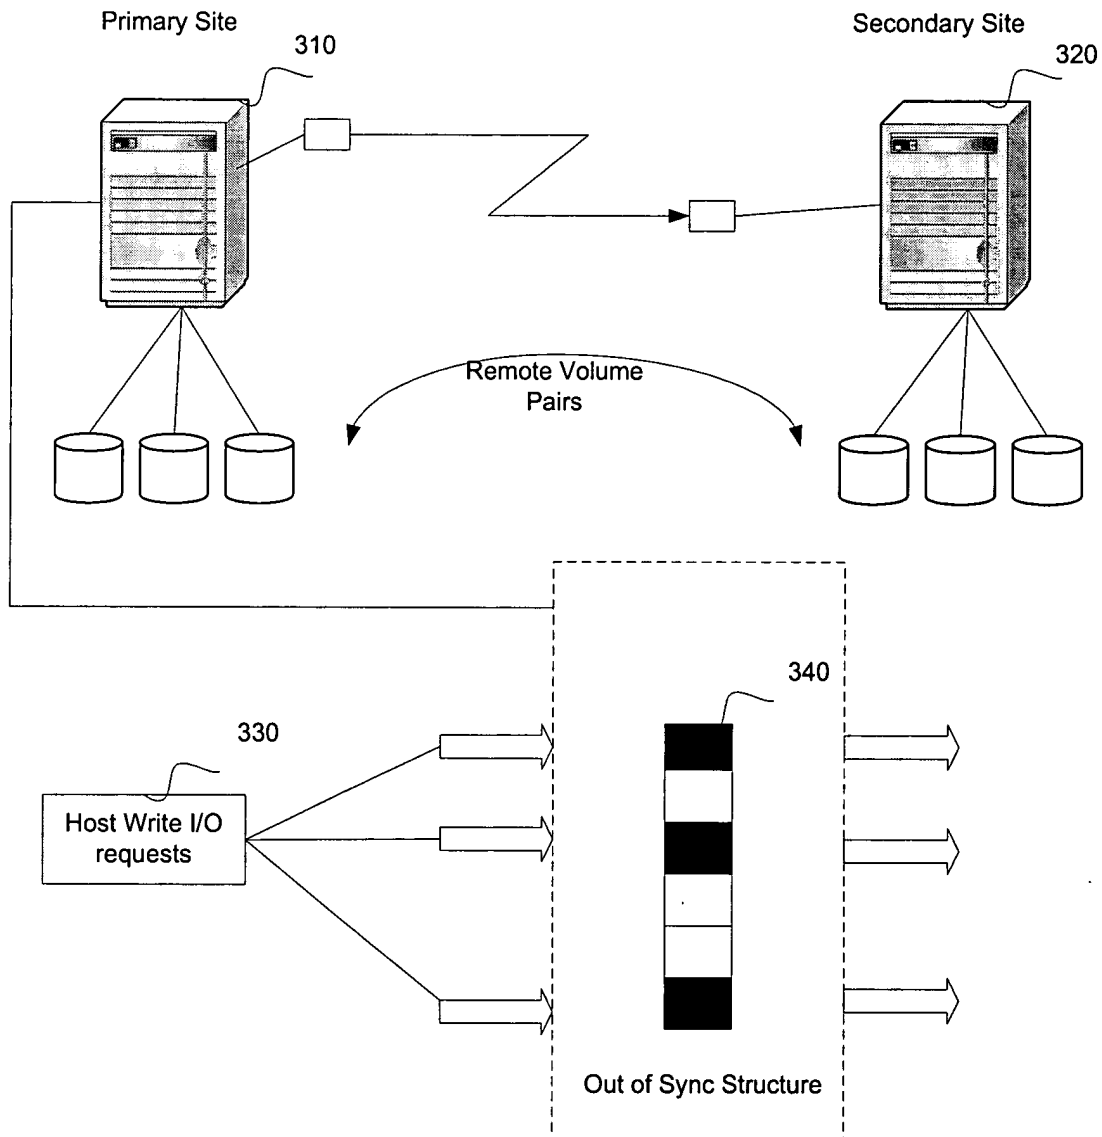 Primary Site
Secondary Site
310
320
Remote Volume
Pairs
340
330
Host Write I/O
requests
Out of Sync Structure